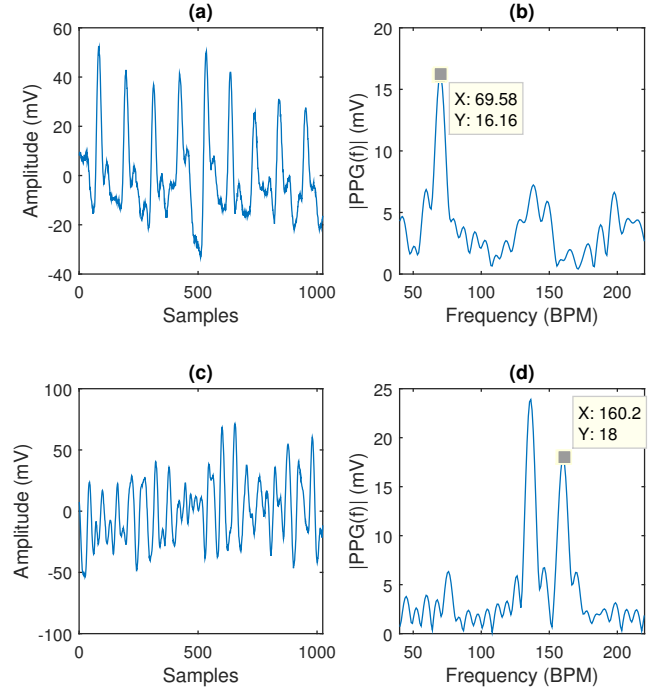 (a)
60
40
20
0
-20
-40
0
500
1000
Amplitude (mV)
Samples
(b)
20
15
10
5
0
50
100
150
200
|PPG(f)| (mV)
Frequency (BPM)
X: 69.58
Y: 16.16
(c)
100
50
0
-50
-100
0
500
1000
Amplitude (mV)
Samples
(d)
25
20
15
10
5
0
50
100
150
200
|PPG(f)| (mV)
Frequency (BPM)
X: 160.2
Y: 18